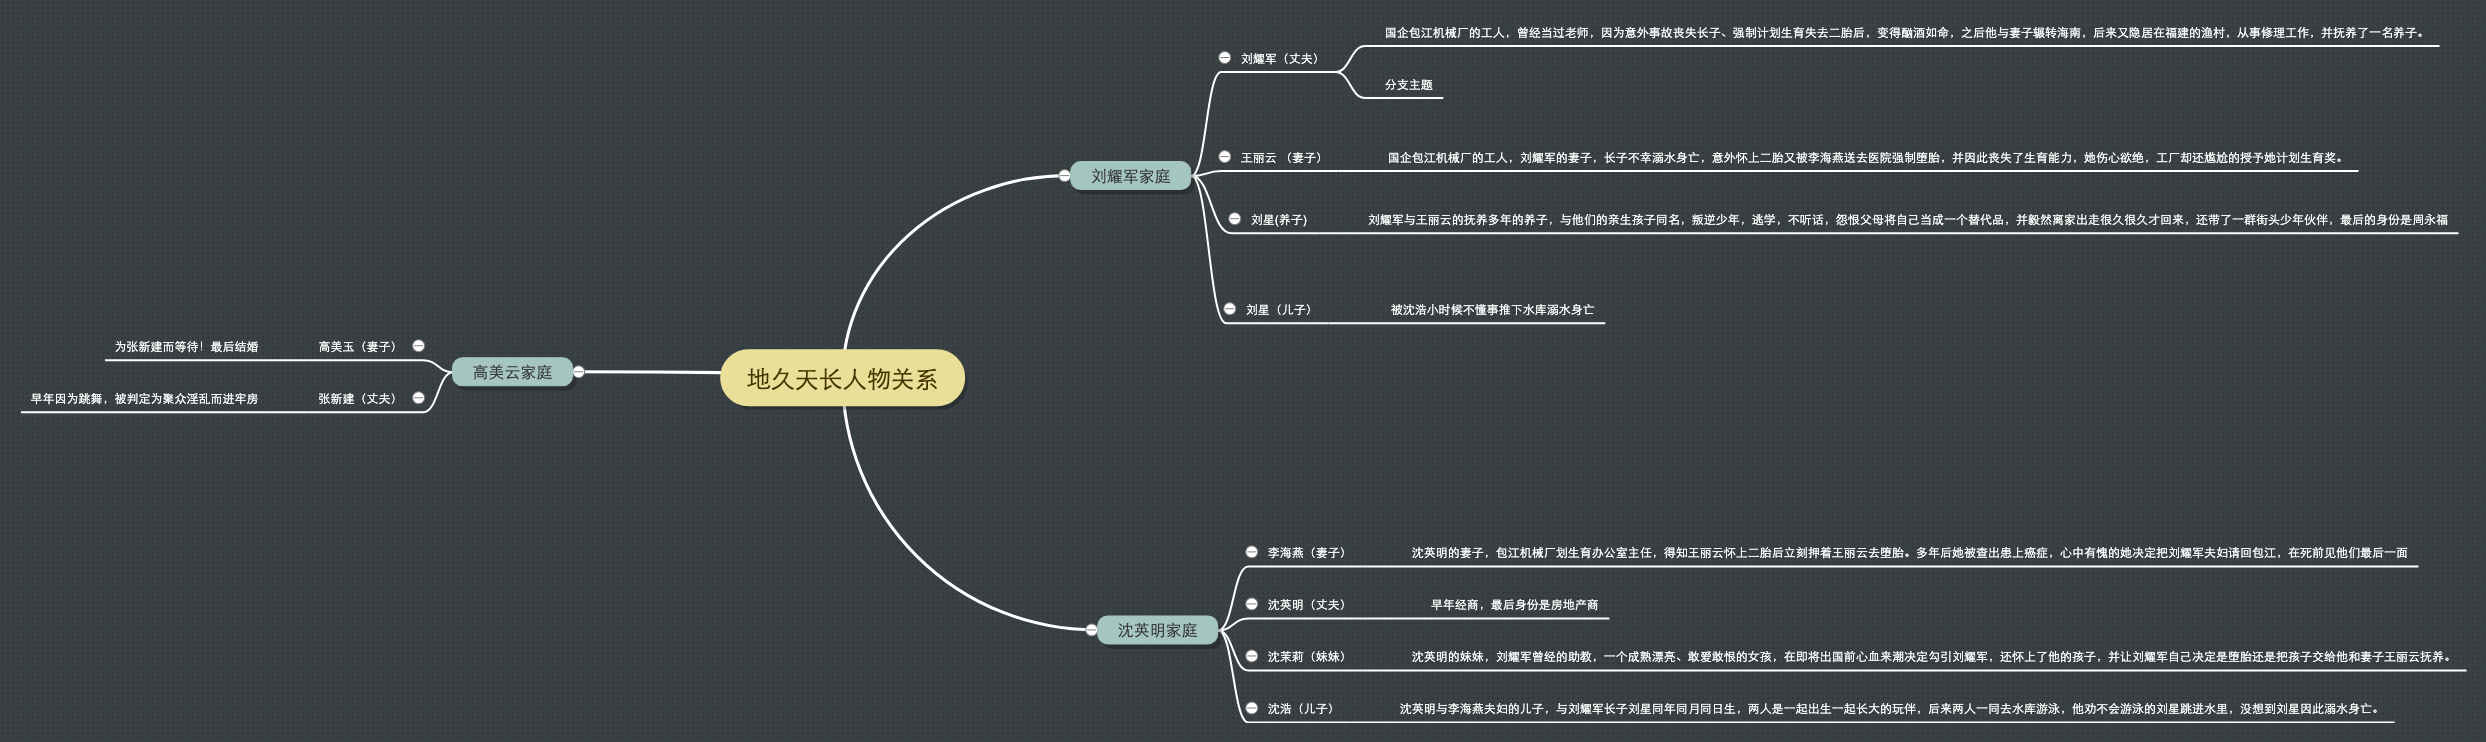 地久天长人物关系
刘耀军家庭
刘耀军（丈夫）
国企包江机械厂的工人，曾经当过老师，因为意外事故丧失长子、强制计划生育失去二胎后，变得酗酒如命，之后他与妻子辗转海南，后来又隐居在福建的渔村，从事修理工作，并抚养了一名养子。
分支主题
王丽云 （妻子）
国企包江机械厂的工人，刘耀军的妻子，长子不幸溺水身亡，意外怀上二胎又被李海燕送去医院强制堕胎，并因此丧失了生育能力，她伤心欲绝，工厂却还尴尬的授予她计划生育奖。
刘星(养子)
刘耀军与王丽云的抚养多年的养子，与他们的亲生孩子同名，叛逆少年，逃学，不听话，怨恨父母将自己当成一个替代品，并毅然离家出走很久很久才回来，还带了一群街头少年伙伴，最后的身份是周永福
刘星（儿子）
被沈浩小时候不懂事推下水库溺水身亡
沈英明家庭
李海燕（妻子）
沈英明的妻子，包江机械厂划生育办公室主任，得知王丽云怀上二胎后立刻押着王丽云去堕胎。多年后她被查出患上癌症，心中有愧的她决定把刘耀军夫妇请回包江，在死前见他们最后一面
沈英明（丈夫）
早年经商，最后身份是房地产商
沈茉莉（妹妹）
沈英明的妹妹，刘耀军曾经的助教，一个成熟漂亮、敢爱敢恨的女孩，在即将出国前心血来潮决定勾引刘耀军，还怀上了他的孩子，并让刘耀军自己决定是堕胎还是把孩子交给他和妻子王丽云抚养。
沈浩（儿子）
沈英明与李海燕夫妇的儿子，与刘耀军长子刘星同年同月同日生，两人是一起出生一起长大的玩伴，后来两人一同去水库游泳，他劝不会游泳的刘星跳进水里，没想到刘星因此溺水身亡。
高美云家庭
高美玉（妻子）
为张新建而等待！最后结婚
张新建（丈夫）
早年因为跳舞，被判定为聚众淫乱而进牢房